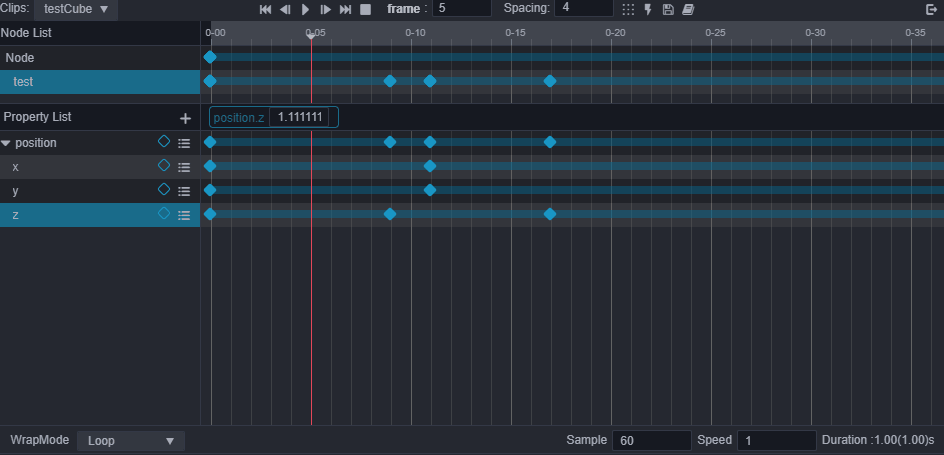 Clips: testCube frame : 5 Spacing: 4
Node List 0-00 0-05 0-10 0-15 0-20 0-25 0-30 0-35
Node
test
Property List position.z 1.111111
position
x
y
z
WrapMode Loop Sample 60 Speed 1 Duration :1.00(1.00)s